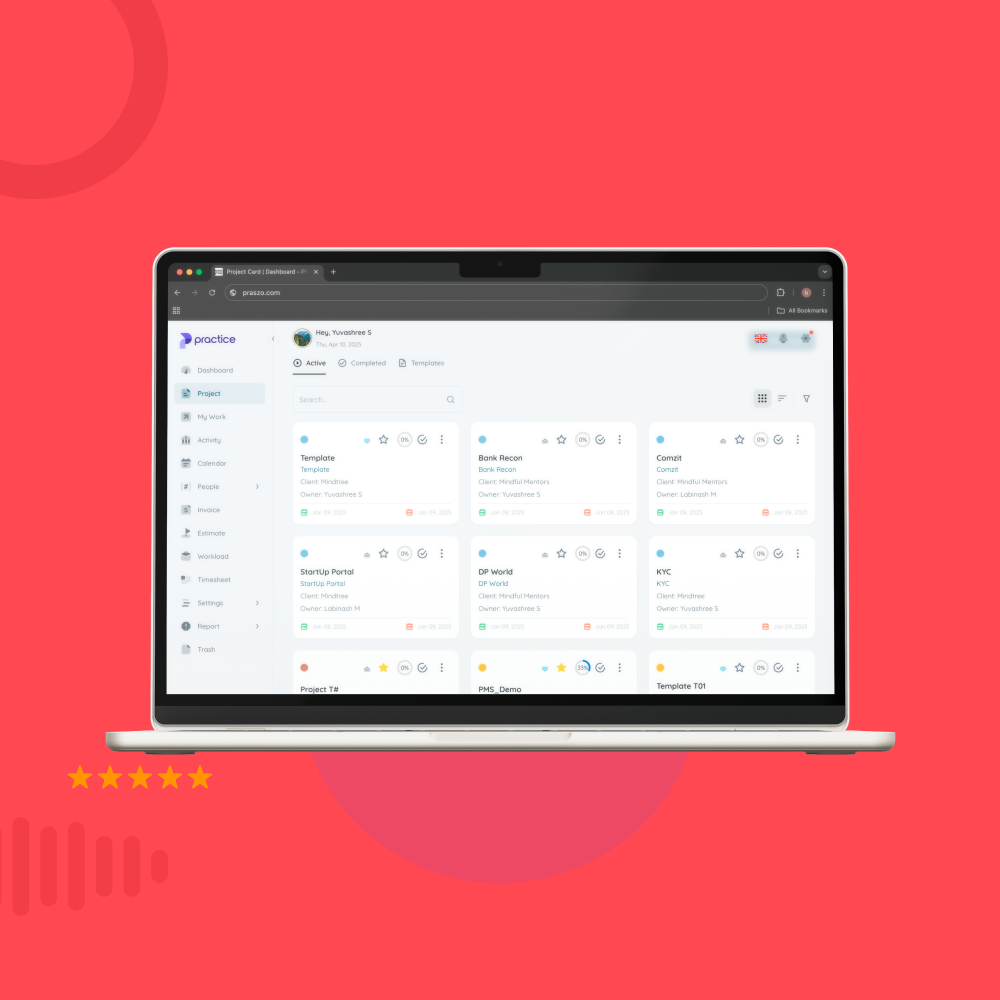 Project Card | Dashboard - P
praszo.com
All Bookmarks
practice
Dashboard
Project
My Work
Activity
Calendar
People
Invoice
Estimate
Workload
Timesheet
Settings
Report
Trash
Hey, Yuvashree S
Thu, Apr 10, 2025
Active Completed Templates
Search..
0%
Template
Template
Client: Mindtree
Owner: Yuvashree S
Jan 09, 2025 Jan 09, 2025
0%
Bank Recon
Bank Recon
Client: Mindful Mentors
Owner: Yuvashree S
Jan 08, 2025 Jan 08, 2025
0%
Comzit
Comzit
Client: Mindful Mentors
Owner: Labinash M
Jan 08, 2025 Jan 08, 2025
0%
StartUp Portal
StartUp Portal
Client: Mindtree
Owner: Labinash M
Jan 08, 2025 Jan 08, 2025
0%
DP World
DP World
Client: Mindful Mentors
Owner: Yuvashree S
Jan 09, 2025 Jan 09, 2025
0%
KYC
KYC
Client: Mindtree
Owner: Yuvashree S
Jan 09, 2025 Jan 09, 2025
0%
Project T#
33%
PMS_Demo
0%
Template T01